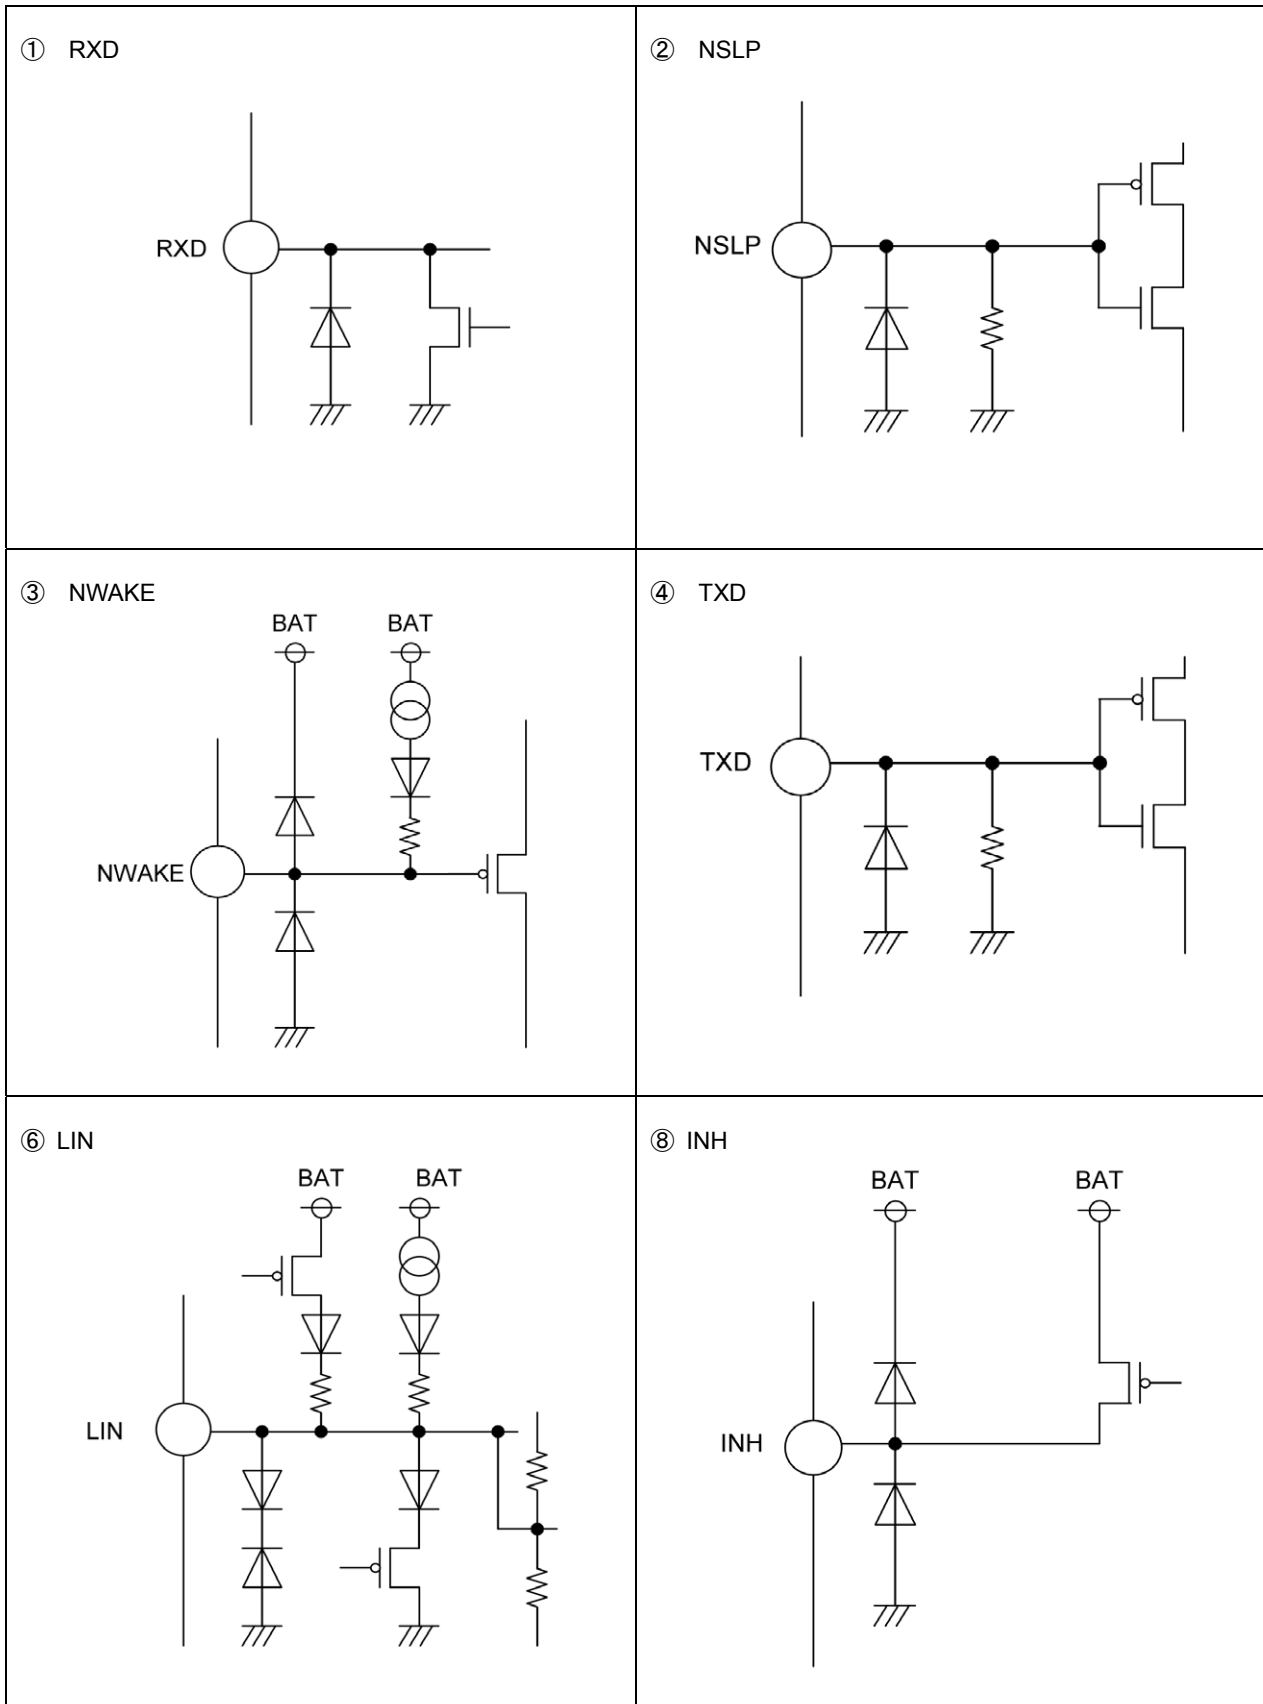 ① RXD
② NSLP
RXD
NSLP
③ NWAKE
BAT BAT
NWAKE
④ TXD
TXD
⑥ LIN
BAT BAT
LIN
⑧ INH
BAT BAT
INH